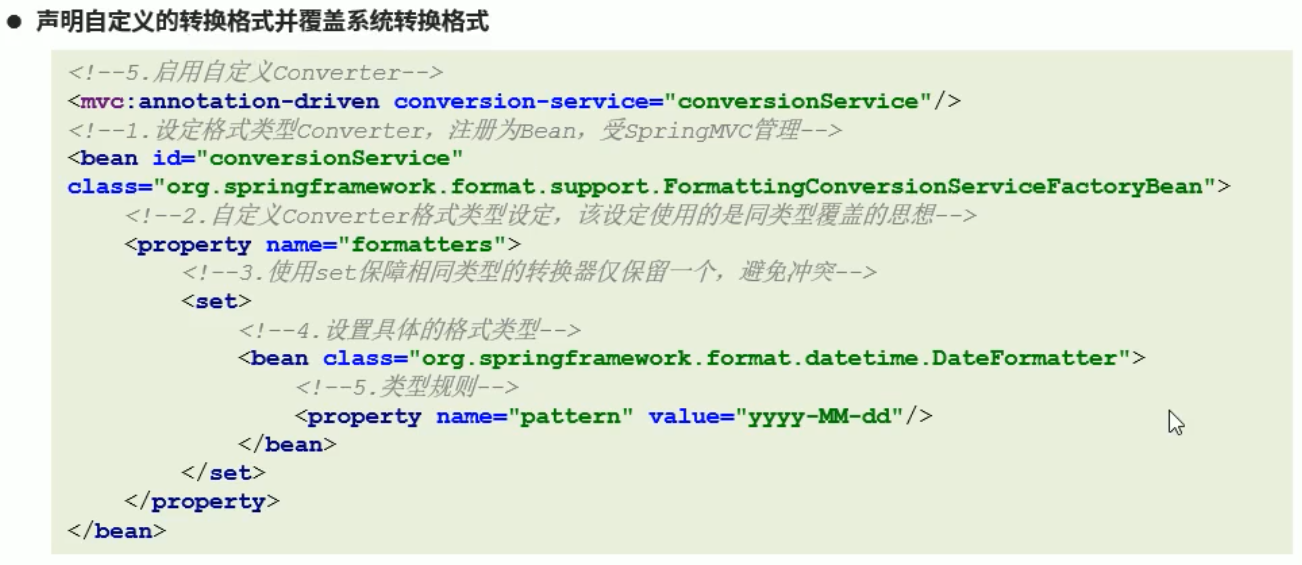 ● 声明自定义的转换格式并覆盖系统转换格式
<!--5.启用自定义Converter-->
<mvc:annotation-driven conversion-service="conversionService"/>
<!--1.设定格式类型Converter，注册为Bean，受SpringMVC管理-->
<bean id="conversionService"
class="org.springframework.format.support.FormattingConversionServiceFactoryBean">
    <!--2.自定义Converter格式类型设定，该设定使用的是同类型覆盖的思想-->
    <property name="formatters">
        <!--3.使用set保障相同类型的转换器仅保留一个，避免冲突-->
        <set>
            <!--4.设置具体的格式类型-->
            <bean class="org.springframework.format.datetime.DateFormatter">
                <!--5.类型规则-->
                <property name="pattern" value="yyyy-MM-dd"/>
            </bean>
        </set>
    </property>
</bean>